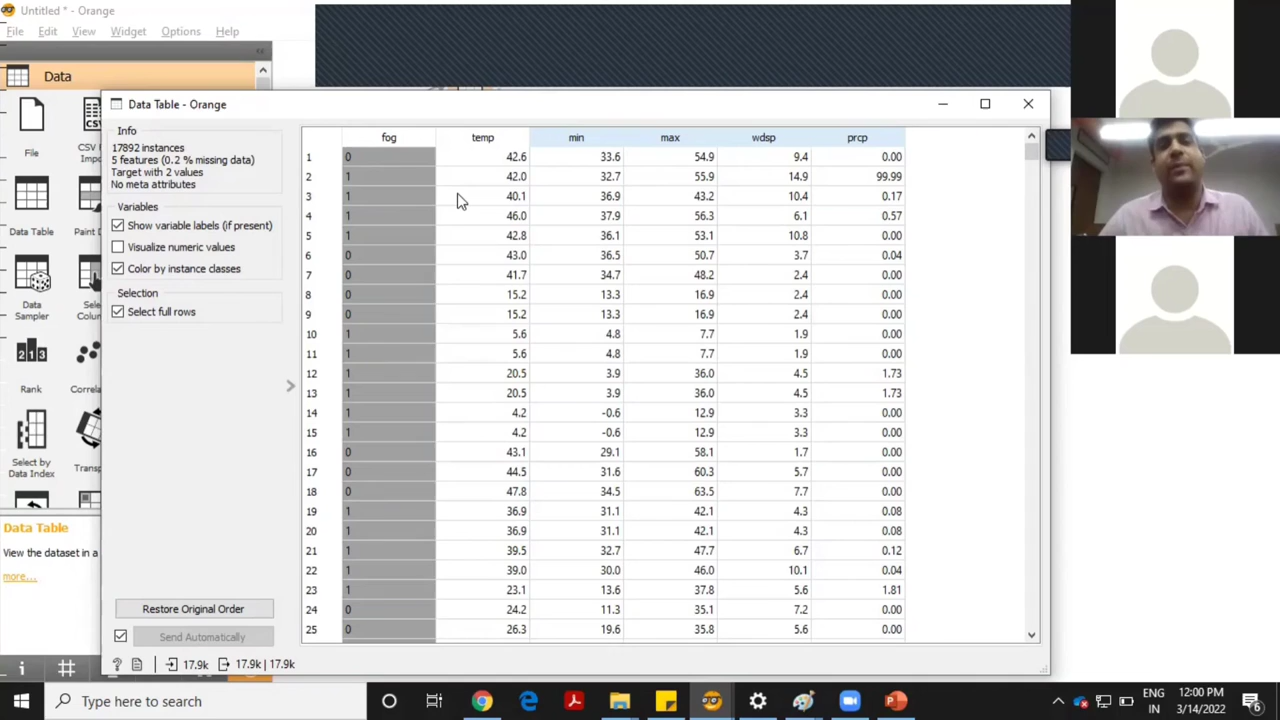 Untitled * - Orange
File Edit View Widget Options Help
Data
File
CSV
Impo
Data Table
Paint D
Data
Sampler
Sele
Colum
Rank
Correla
Select by
Data Index
Transp
Data Table
View the dataset in a
more...
Data Table - Orange
Info
17892 instances
5 features (0.2 % missing data)
Target with 2 values
No meta attributes
Variables
Show variable labels (if present)
Visualize numeric values
Color by instance classes
Selection
Select full rows
Restore Original Order
Send Automatically
17.9k 17.9k | 17.9k
fog temp min max wdsp prcp
1 0 42.6 33.6 54.9 9.4 0.00
2 1 42.0 32.7 55.9 14.9 99.99
3 1 40.1 36.9 43.2 10.4 0.17
4 1 46.0 37.9 56.3 6.1 0.57
5 1 42.8 36.1 53.1 10.8 0.00
6 0 43.0 36.5 50.7 3.7 0.04
7 0 41.7 34.7 48.2 2.4 0.00
8 0 15.2 13.3 16.9 2.4 0.00
9 0 15.2 13.3 16.9 2.4 0.00
10 1 5.6 4.8 7.7 1.9 0.00
11 1 5.6 4.8 7.7 1.9 0.00
12 1 20.5 3.9 36.0 4.5 1.73
13 1 20.5 3.9 36.0 4.5 1.73
14 1 4.2 -0.6 12.9 3.3 0.00
15 1 4.2 -0.6 12.9 3.3 0.00
16 0 43.1 29.1 58.1 1.7 0.00
17 0 44.5 31.6 60.3 5.7 0.00
18 0 47.8 34.5 63.5 7.7 0.00
19 1 36.9 31.1 42.1 4.3 0.08
20 1 36.9 31.1 42.1 4.3 0.08
21 1 39.5 32.7 47.7 6.7 0.12
22 1 39.0 30.0 46.0 10.1 0.04
23 1 23.1 13.6 37.8 5.6 1.81
24 0 24.2 11.3 35.1 7.2 0.00
25 0 26.3 19.6 35.8 5.6 0.00
Type here to search
ENG
IN
12:00 PM
3/14/2022
6